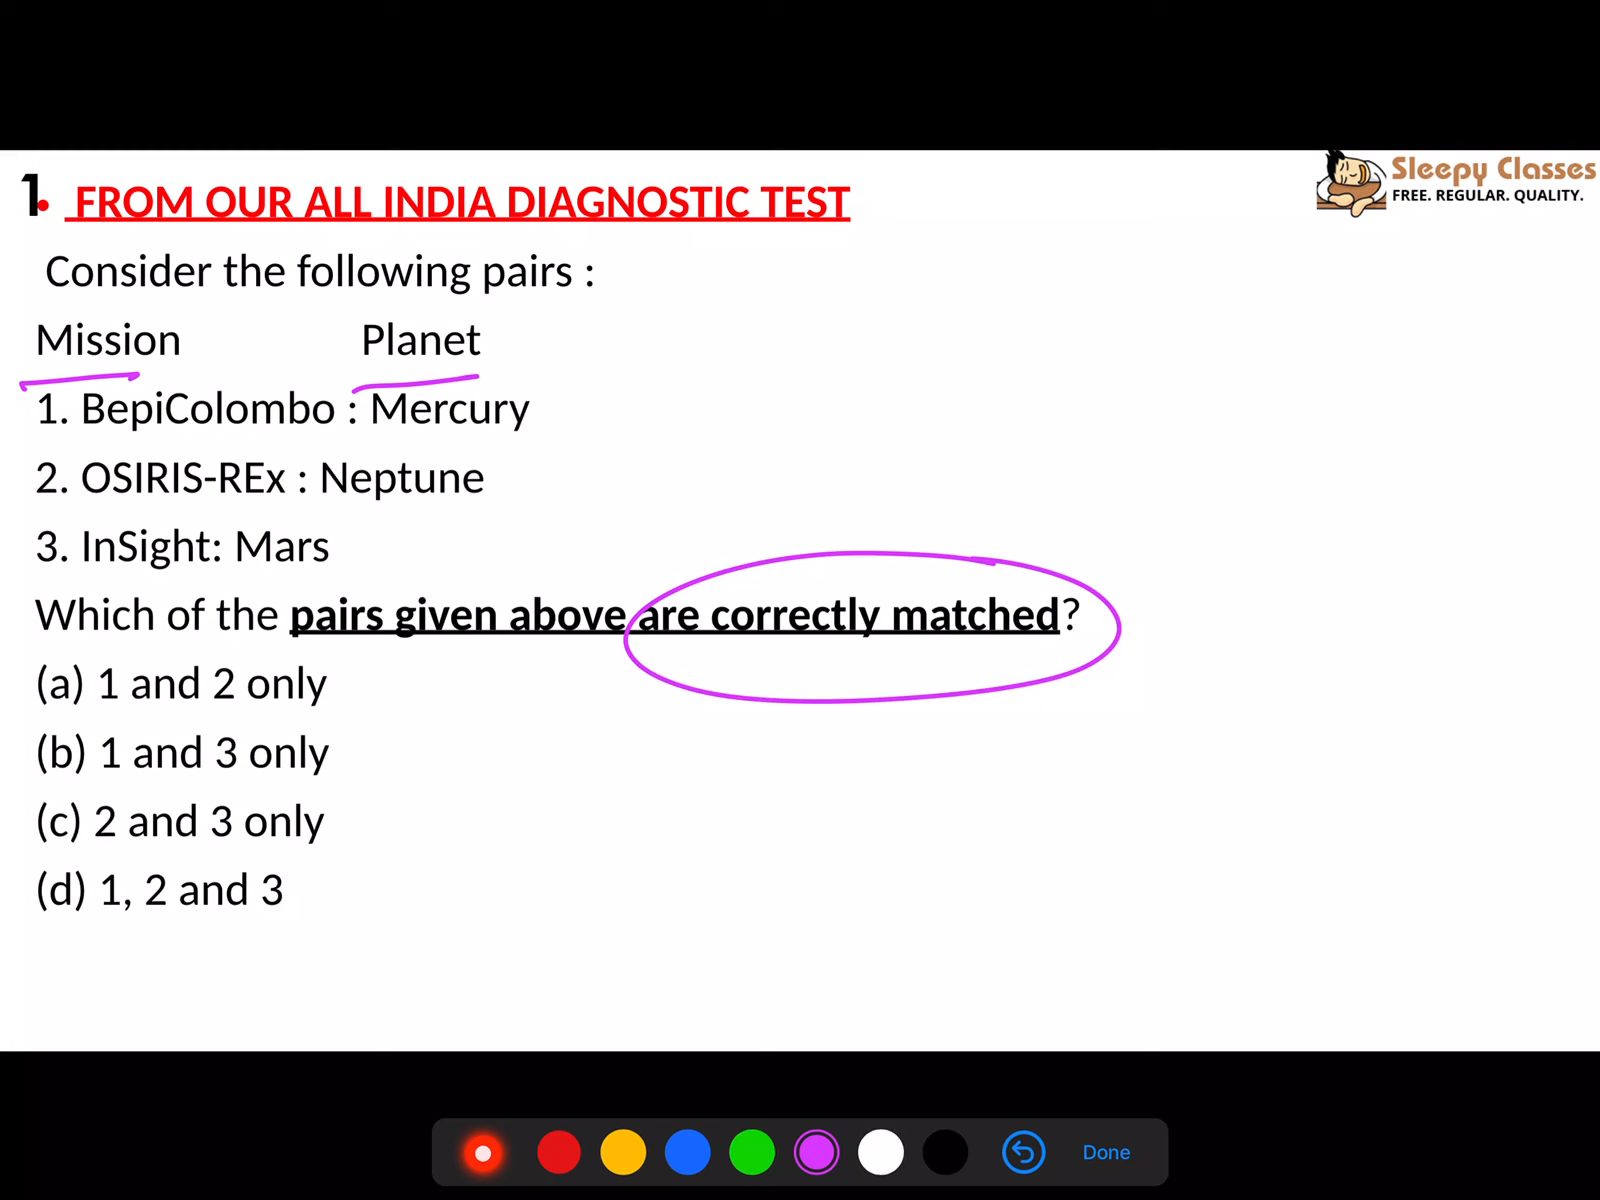 1
• FROM OUR ALL INDIA DIAGNOSTIC TEST
Sleepy Classes
FREE. REGULAR. QUALITY.
Consider the following pairs :
Mission Planet
1. BepiColombo : Mercury
2. OSIRIS-REx : Neptune
3. InSight: Mars
Which of the pairs given above are correctly matched?
(a) 1 and 2 only
(b) 1 and 3 only
(c) 2 and 3 only
(d) 1, 2 and 3
Done